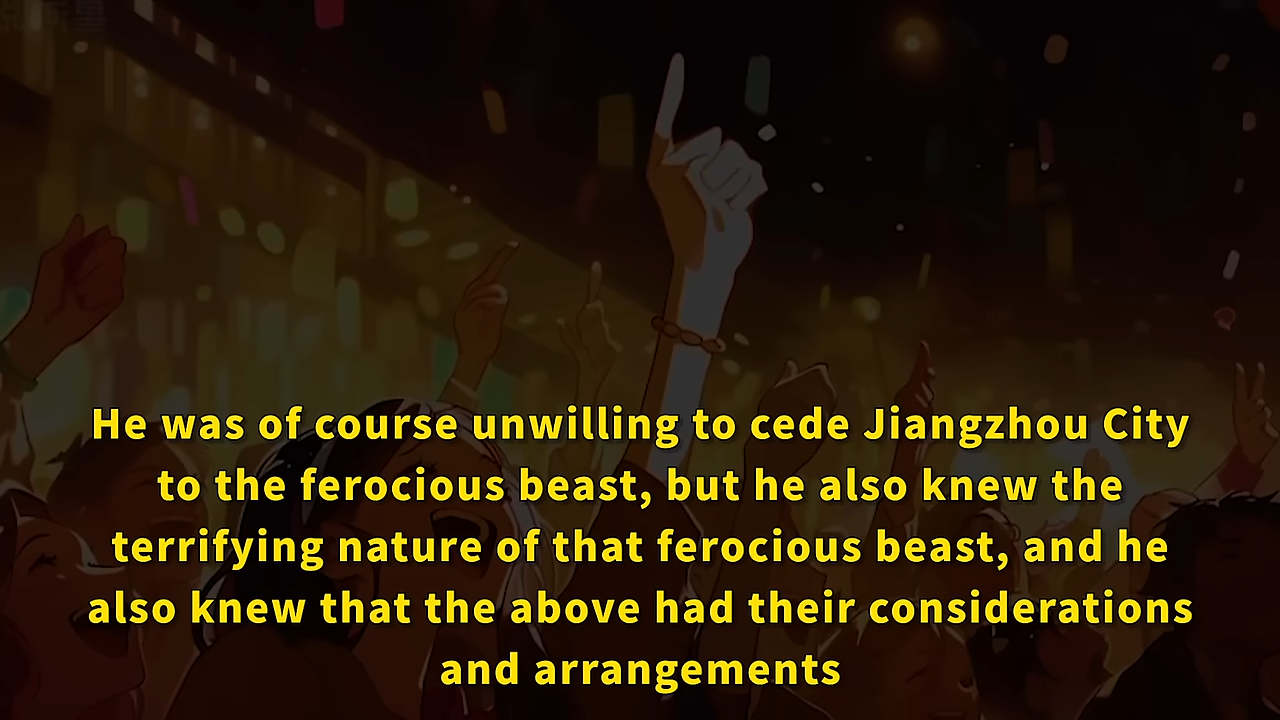 He was of course unwilling to cede Jiangzhou City
to the ferocious beast, but he also knew the
terrifying nature of that ferocious beast, and he
also knew that the above had their considerations
and arrangements